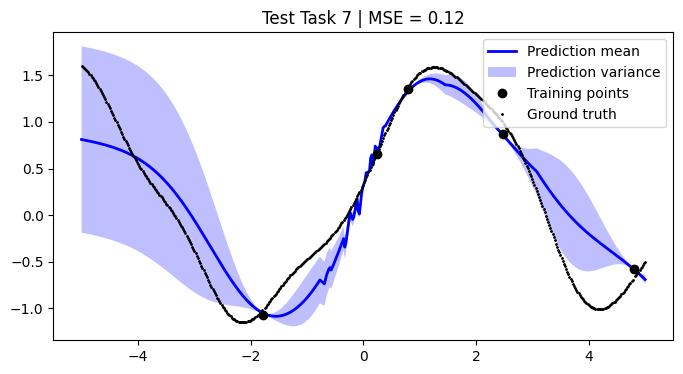 Test Task 7 | MSE = 0.12
Prediction mean
Prediction variance
Training points
Ground truth
1.5
1.0
0.5
0.0
−0.5
−1.0
−4
−2
0
2
4